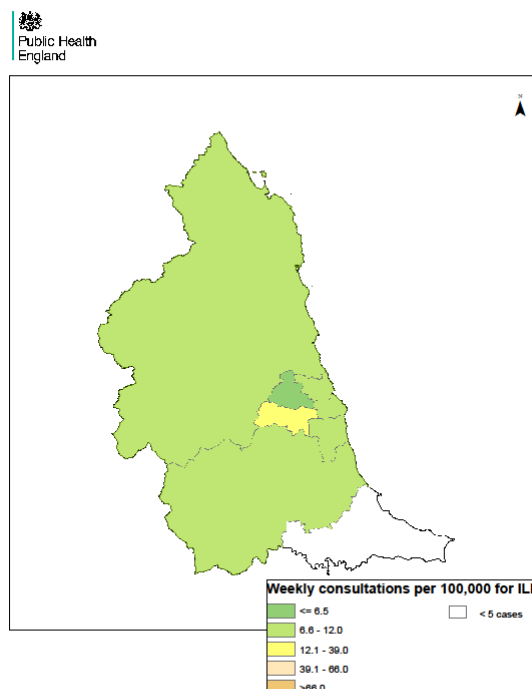 Public Health
England
N
Weekly consultations per 100,000 for ILI
<= 6.5
< 5 cases
6.6 - 12.0
12.1 - 39.0
39.1 - 66.0
>66.0